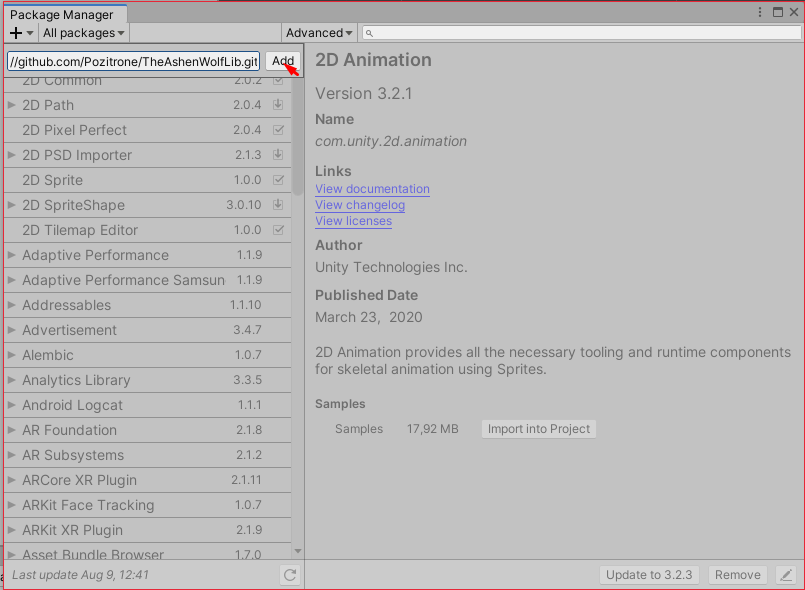 Package Manager
+ All packages Advanced
//github.com/Pozitrone/TheAshenWolfLib.git Add
2D Common 2.0.2
2D Path 2.0.4
2D Pixel Perfect 2.0.4
2D PSD Importer 2.1.3
2D Sprite 1.0.0
2D SpriteShape 3.0.10
2D Tilemap Editor 1.0.0
Adaptive Performance 1.1.9
Adaptive Performance Samsun 1.1.9
Addressables 1.1.10
Advertisement 3.4.7
Alembic 1.0.7
Analytics Library 3.3.5
Android Logcat 1.1.1
AR Foundation 2.1.8
AR Subsystems 2.1.2
ARCore XR Plugin 2.1.11
ARKit Face Tracking 1.0.7
ARKit XR Plugin 2.1.9
Asset Bundle Browser 1.7.0
Last update Aug 9, 12:41
2D Animation
Version 3.2.1
Name
com.unity.2d.animation
Links
View documentation
View changelog
View licenses
Author
Unity Technologies Inc.
Published Date
March 23, 2020
2D Animation provides all the necessary tooling and runtime components
for skeletal animation using Sprites.
Samples
Samples 17,92 MB Import into Project
Update to 3.2.3 Remove